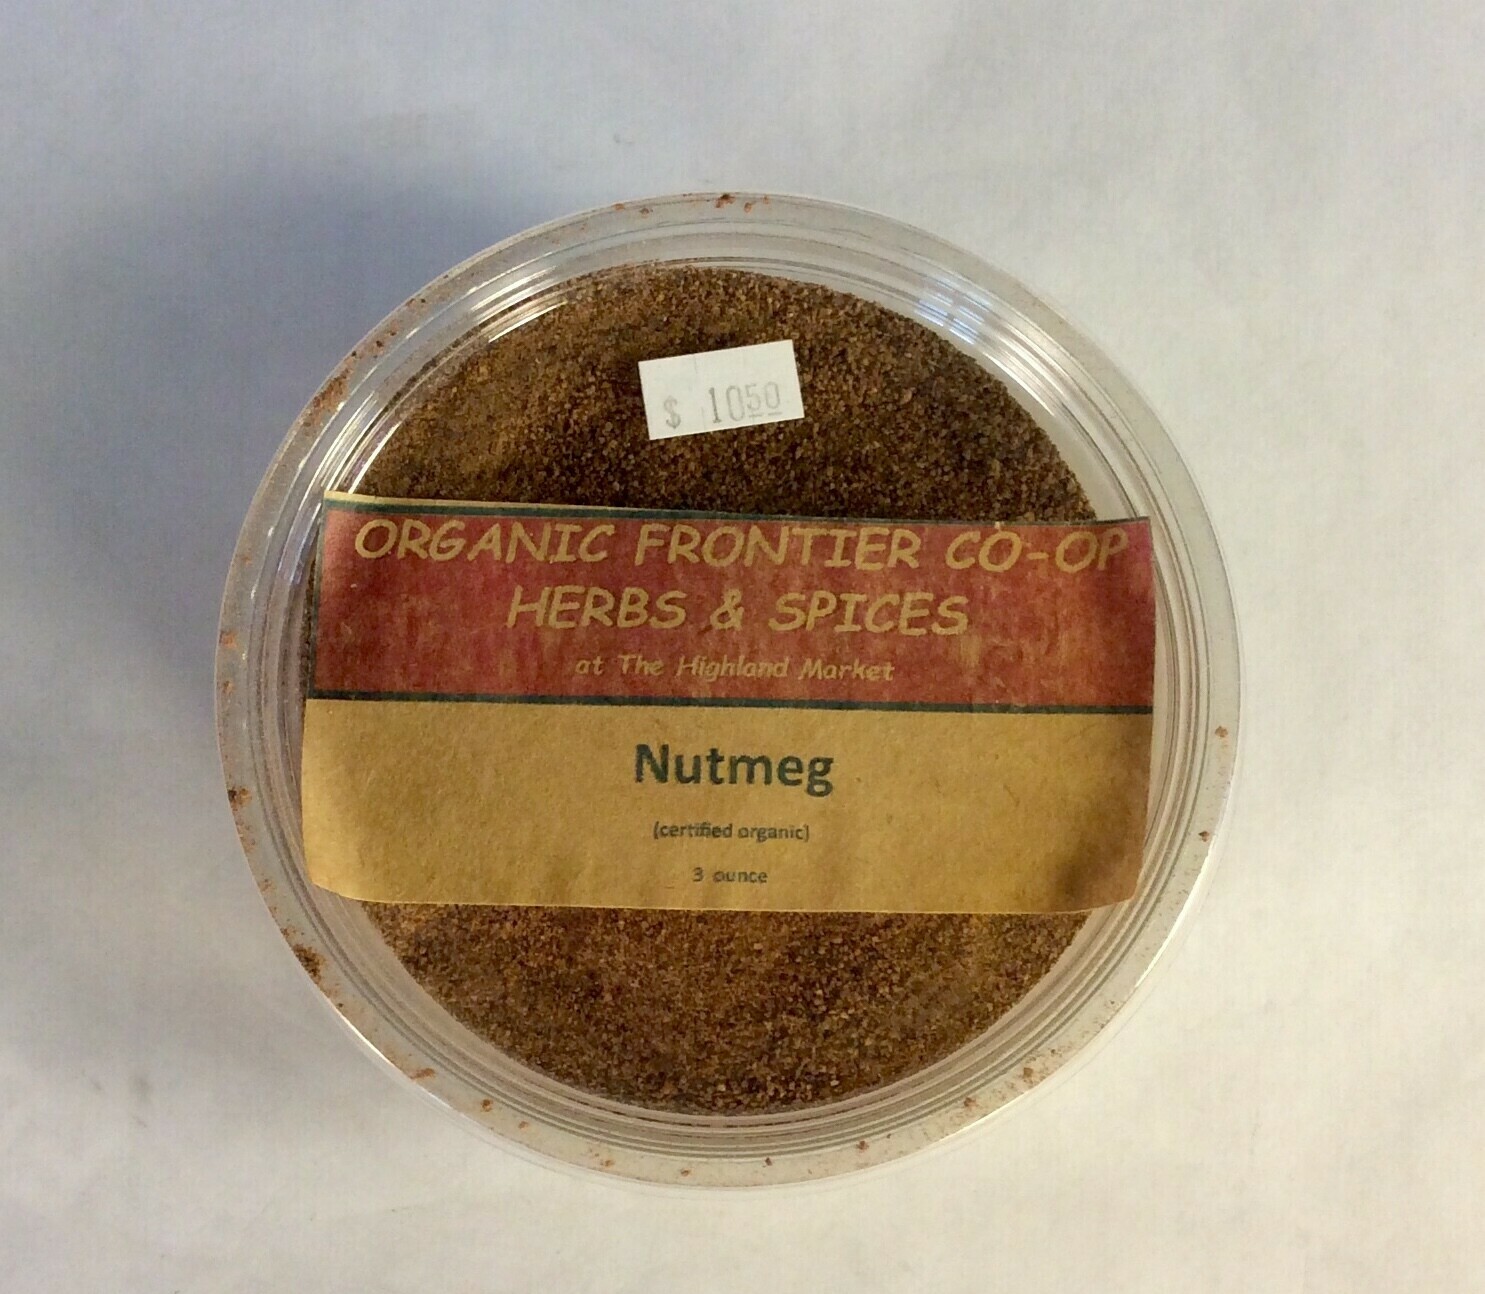 $ 1050
ORGANIC FRONTIER CO-OP
HERBS & SPICES
at The Highland Market
Nutmeg
(certified organic)
3 ounce